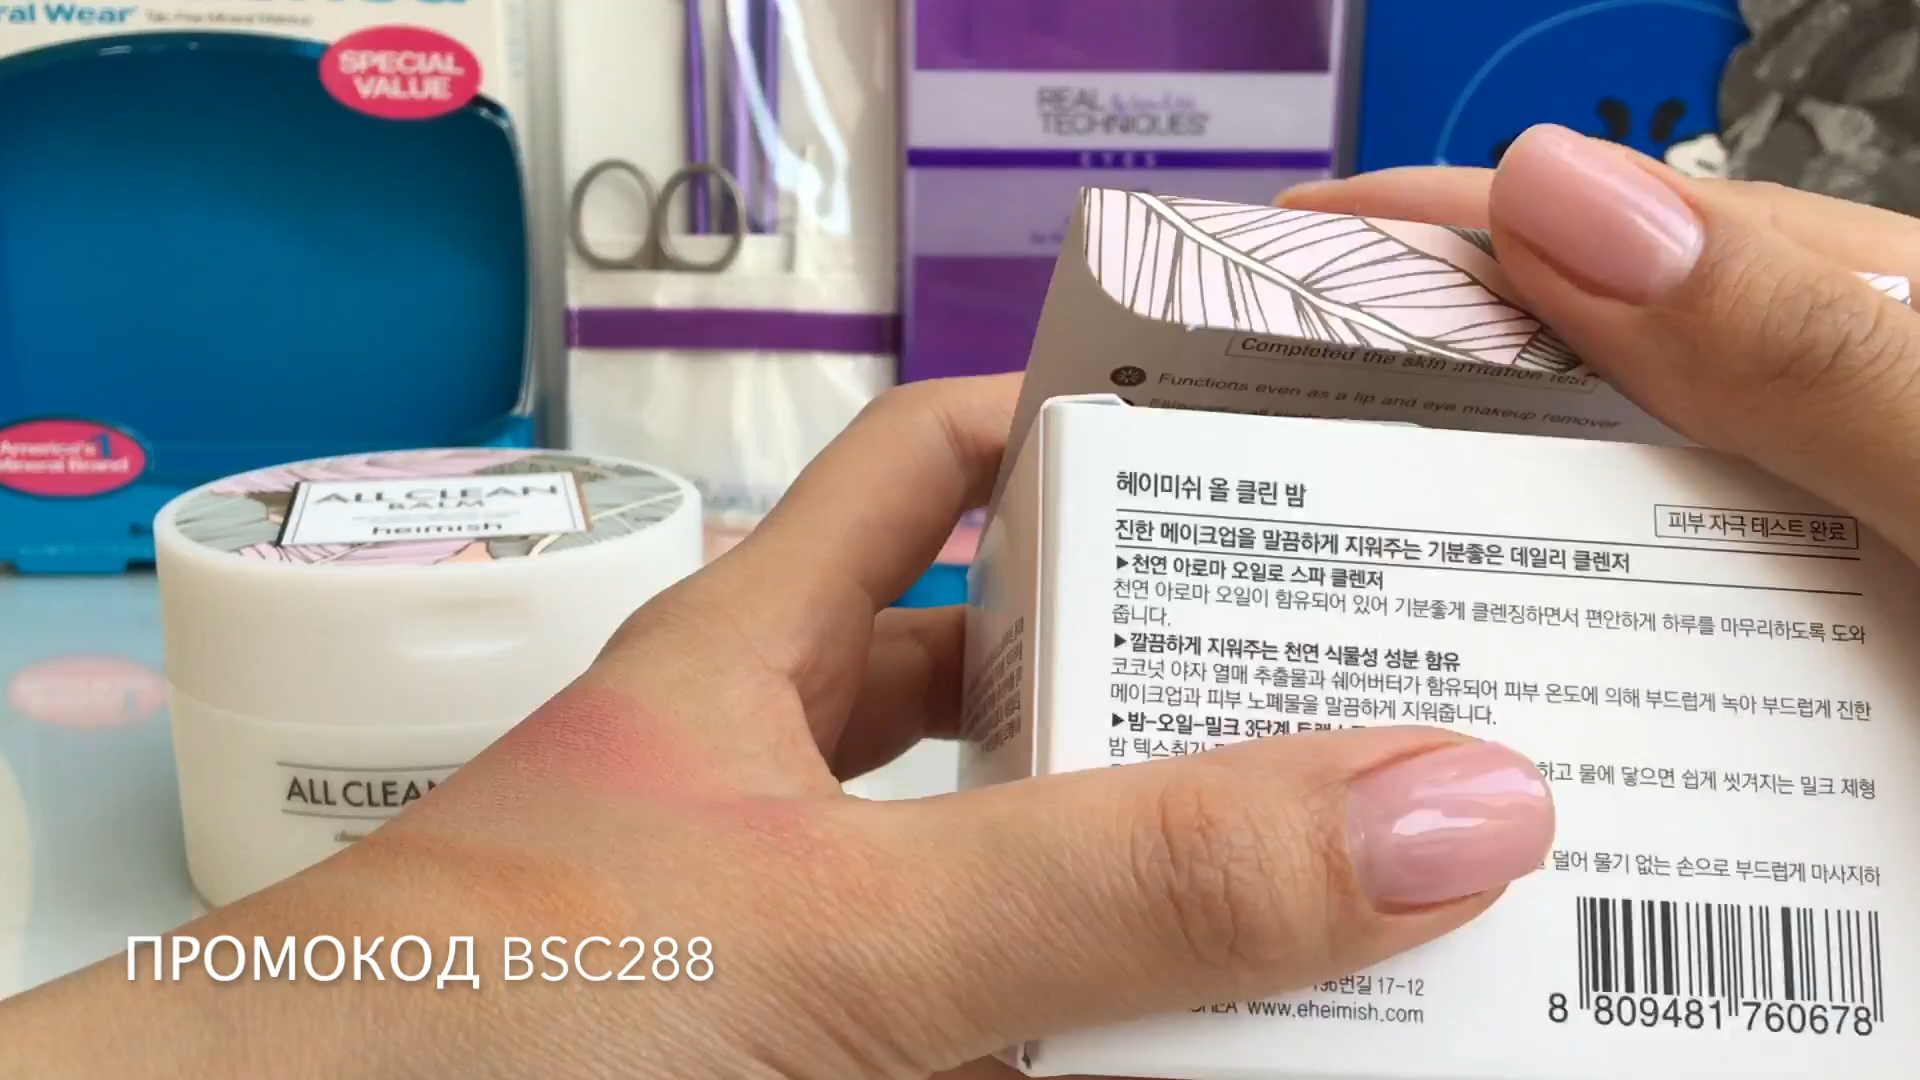 ral Wear
SPECIAL
VALUE
America's 1
Mineral Brand
REAL
TECHNIQUES
EYES
ALL CLEAN
BALM
heimish
ALL CLEA
Completed the skin irritation test
Functions even as a lip and eye makeup remover
헤이미쉬 올 클린 밤
피부 자극 테스트 완료
진한 메이크업을 말끔하게 지워주는 기분좋은 데일리 클렌저
▶천연 아로마 오일로 스파 클렌저
천연 아로마 오일이 함유되어 있어 기분좋게 클렌징하면서 편안하게 하루를 마무리하도록 도와
줍니다.
▶깔끔하게 지워주는 천연 식물성 성분 함유
코코넛 야자 열매 추출물과 쉐어버터가 함유되어 피부 온도에 의해 부드럽게 녹아 부드럽게 진한
메이크업과 피부 노폐물을 말끔하게 지워줍니다.
▶밤-오일-밀크 3단계
밤 텍스춰가
하고 물에 닿으면 쉽게 씻겨지는 밀크 제형
덜어 물기 없는 손으로 부드럽게 마사지하
196번길 17-12
www.eheimish.com
8 809481 760678
ПРОМОКОД BSC288